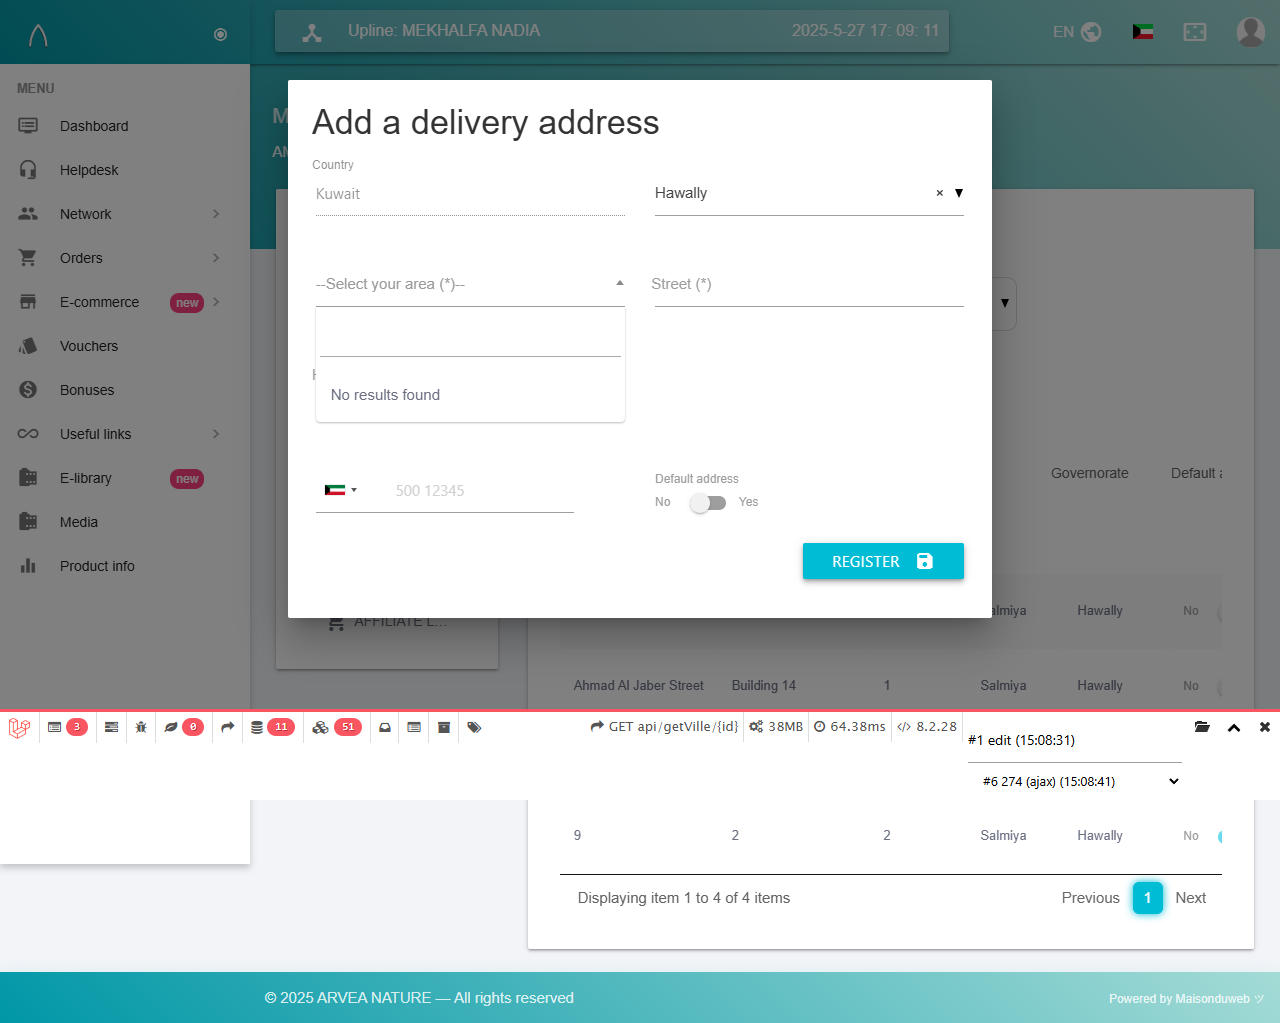 Upline: MEKHALFA NADIA
2025-5-27 17: 09: 11
EN
MENU
Dashboard
Helpdesk
Network
Orders
E-commerce new
Vouchers
Bonuses
Useful links
E-library new
Media
Product info
Add a delivery address
Country
Kuwait
Hawally × ▼
--Select your area (*)--
Street (*)
No results found
500 12345
Default address
No Yes
REGISTER
Governorate Default
AFFILIATE L...
Hawally No
Ahmad Al Jaber Street Building 14 1 Salmiya Hawally No
3 0 11 51
GET api/getVille/{id} 38MB 64.38ms 8.2.28
#1 edit (15:08:31)
#6 274 (ajax) (15:08:41)
9 2 2 Salmiya Hawally No
Displaying item 1 to 4 of 4 items
Previous 1 Next
© 2025 ARVEA NATURE — All rights reserved
Powered by Maisonduweb ツ